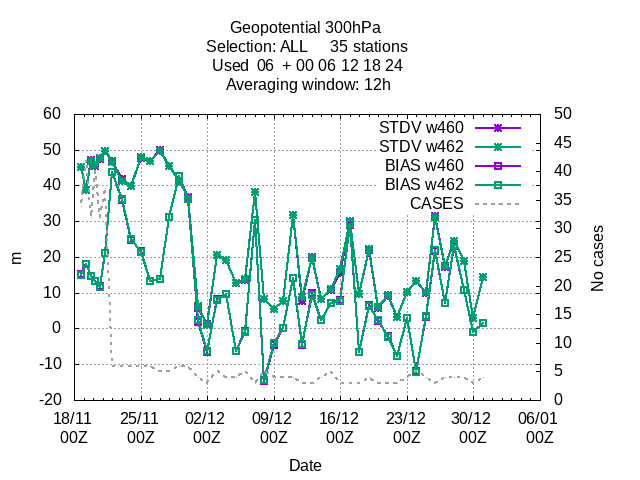 Geopotential 300hPa
Selection: ALL     35 stations
Used  06  + 00 06 12 18 24
Averaging window: 12h
60 50
50 45
STDV w460
STDV w462
BIAS w460
BIAS w462
CASES
40
40 35
30 30
20 25
m
No cases
20
10 15
0 10
-10 5
-20 0
18/11 25/11 02/12 09/12 16/12 23/12 30/12 06/01
00Z 00Z 00Z 00Z 00Z 00Z 00Z 00Z
Date